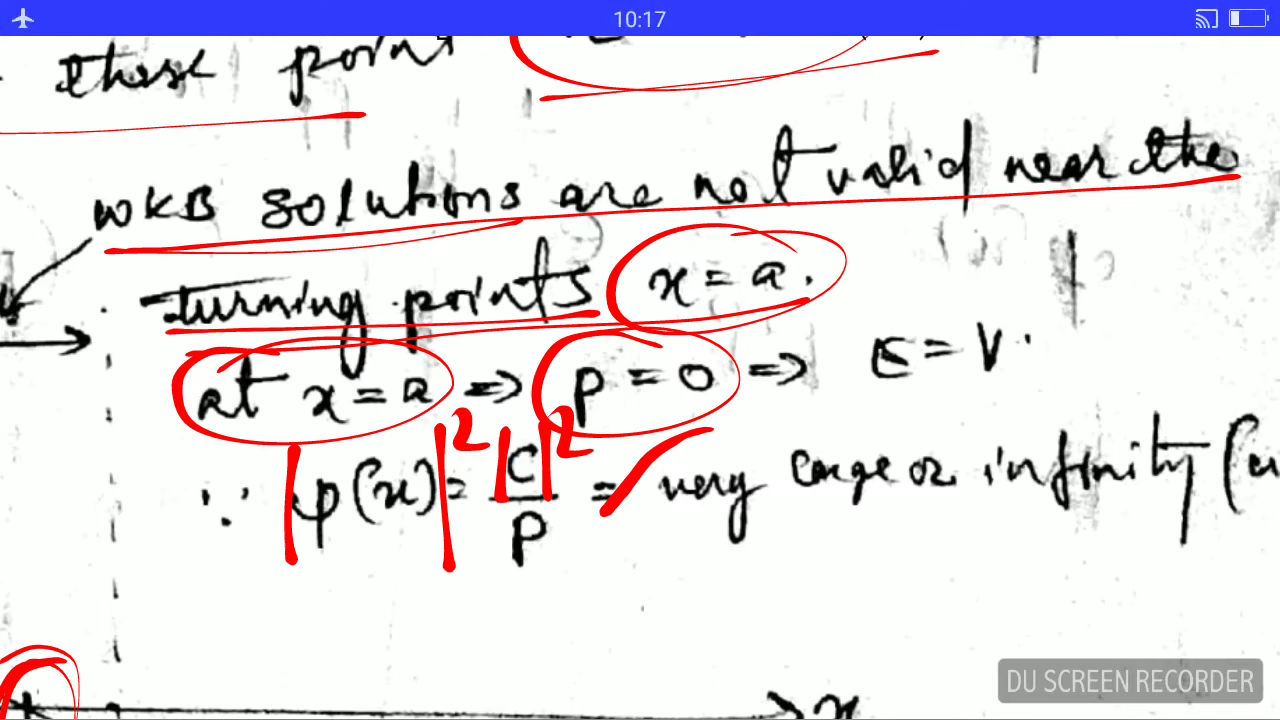 10:17
these point
WKB solutions are not valid near the
turning points x = a.
at x = a => p = 0 => E = V.
∵ |φ(x)|² = |C|²/P = very large or infinity (
x
DU SCREEN RECORDER